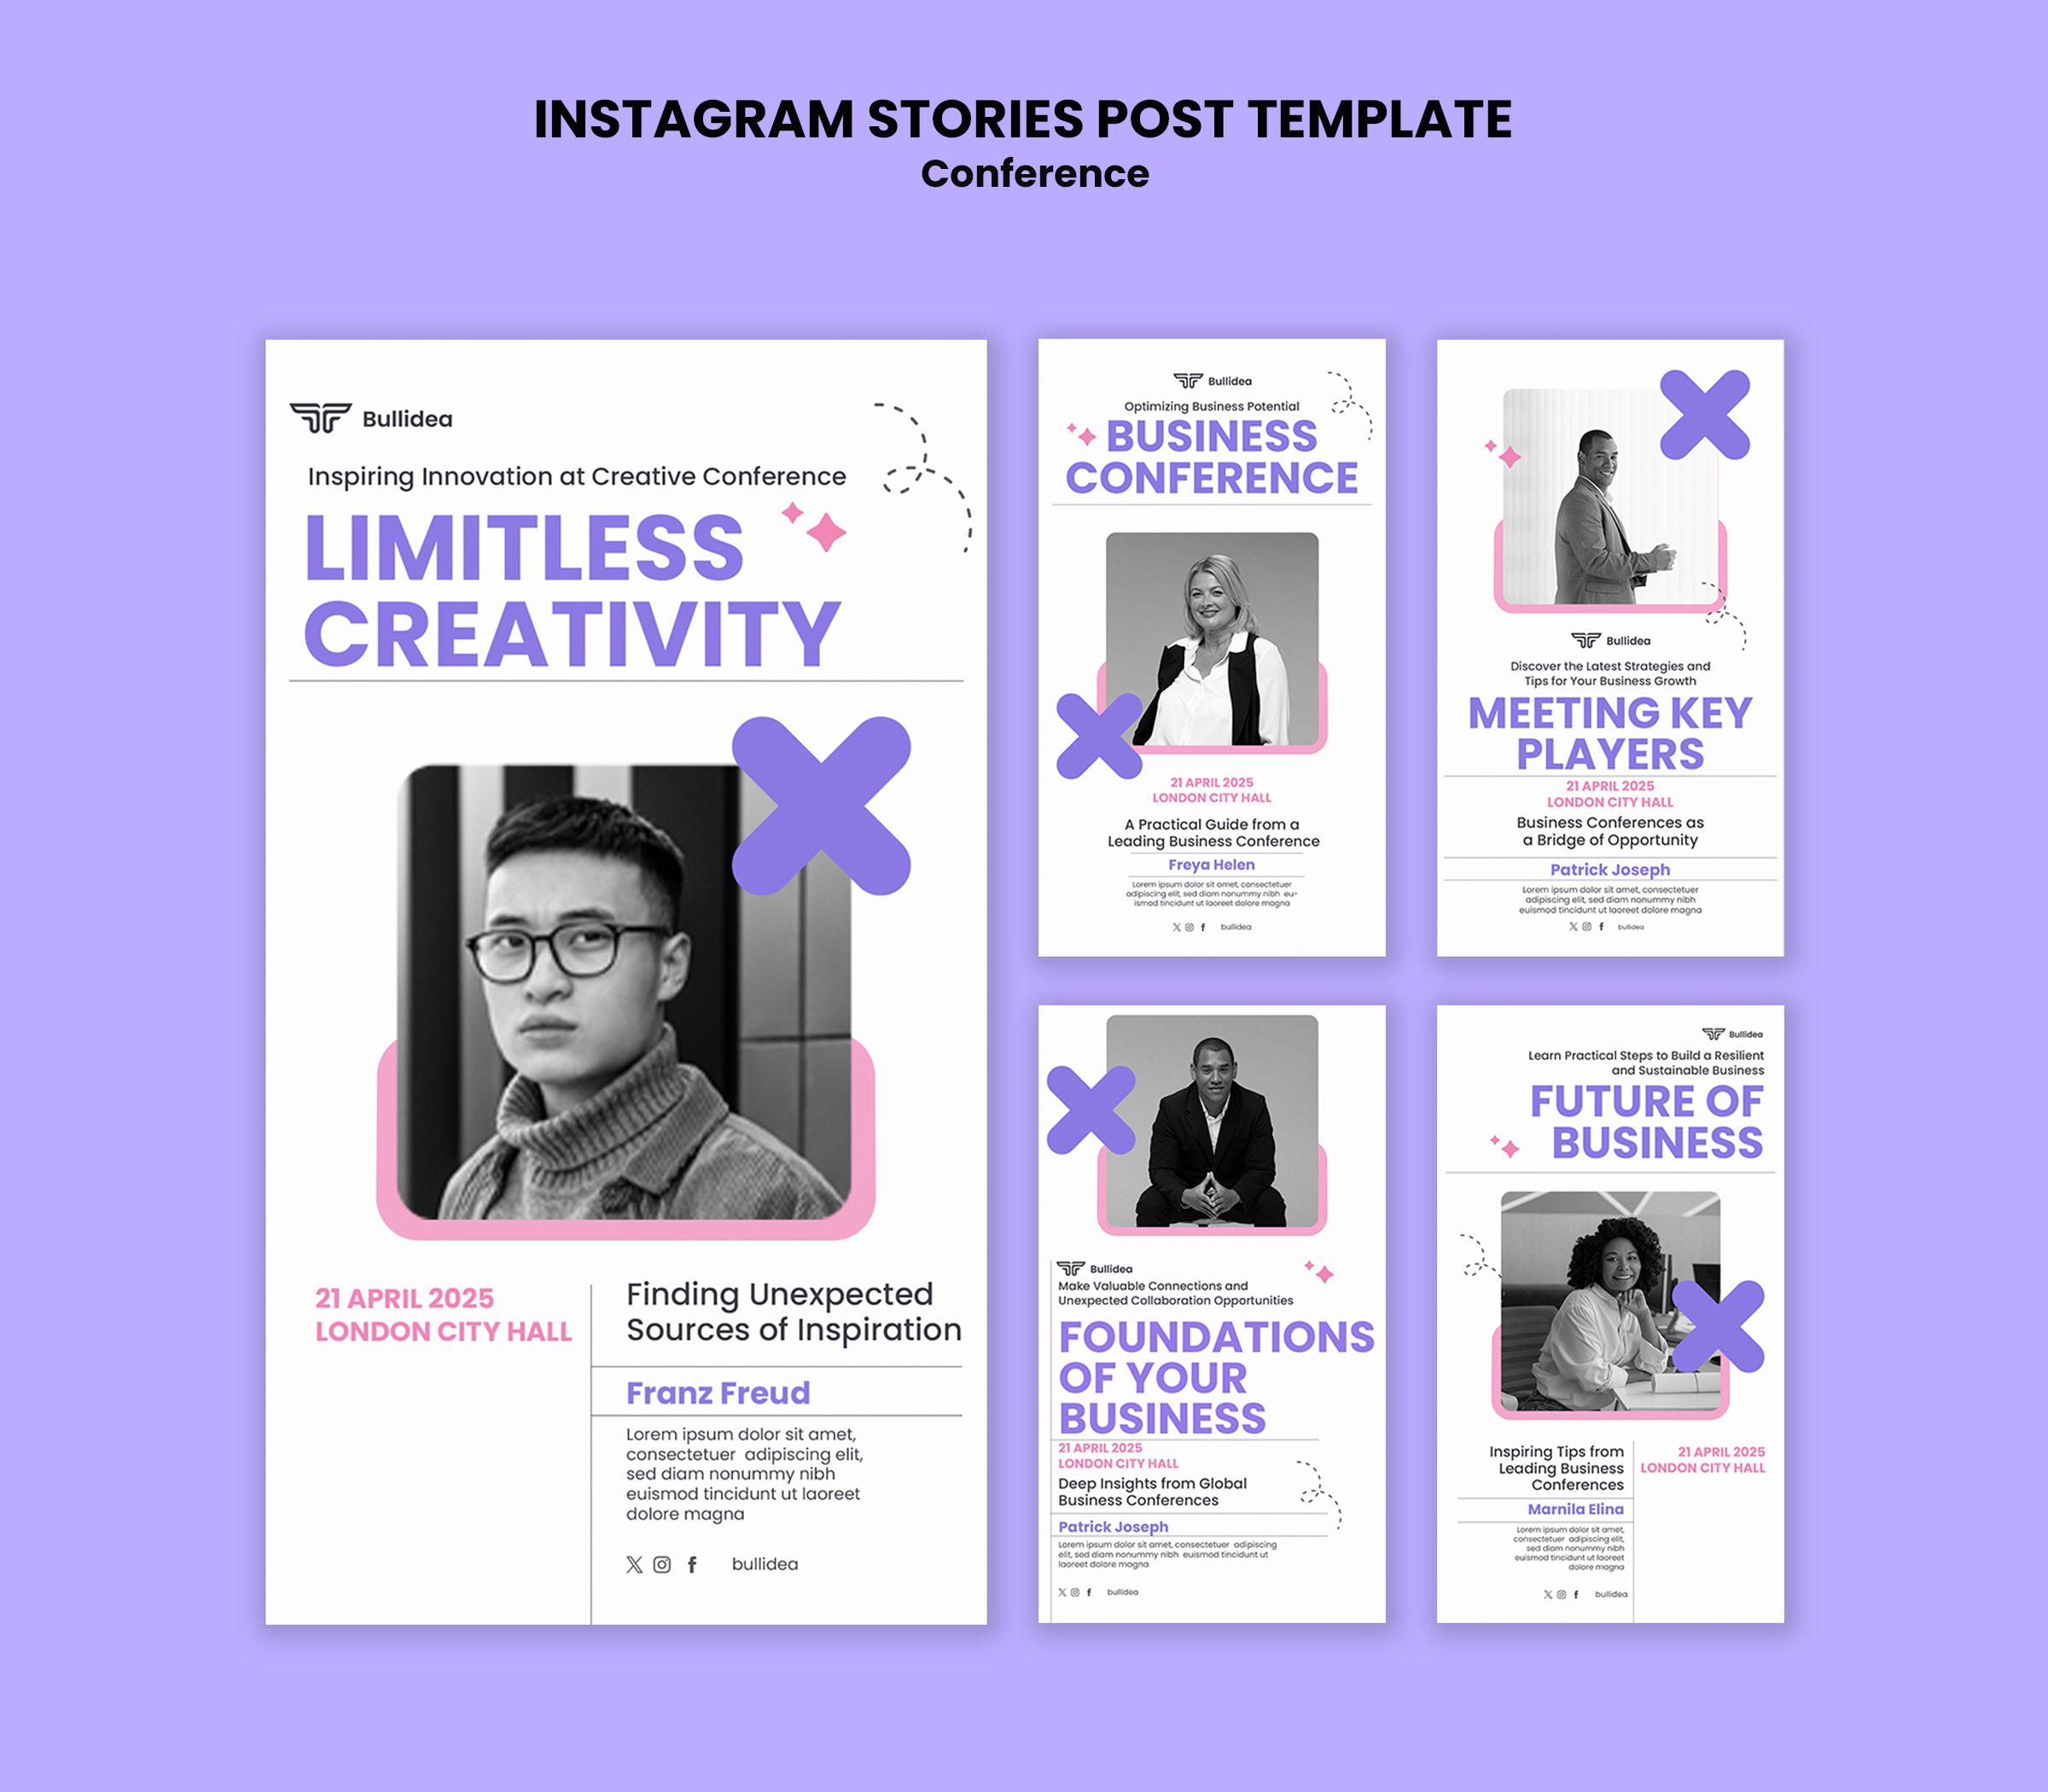 INSTAGRAM STORIES POST TEMPLATE
Conference
Bullidea
Inspiring Innovation at Creative Conference
LIMITLESS
CREATIVITY
21 APRIL 2025
LONDON CITY HALL
Finding Unexpected
Sources of Inspiration
Franz Freud
Lorem ipsum dolor sit amet,
consectetuer adipiscing elit,
sed diam nonummy nibh
euismod tincidunt ut laoreet
dolore magna
bullidea
Bullidea
Optimizing Business Potential
BUSINESS
CONFERENCE
21 APRIL 2025
LONDON CITY HALL
A Practical Guide from a
Leading Business Conference
Freya Helen
Lorem ipsum dolor sit amet, consectetuer
adipiscing elit, sed diam nonummy nibh eu-
ismod tincidunt ut laoreet dolore magna
bullidea
Bullidea
Discover the Latest Strategies and
Tips for Your Business Growth
MEETING KEY
PLAYERS
21 APRIL 2025
LONDON CITY HALL
Business Conferences as
a Bridge of Opportunity
Patrick Joseph
Lorem ipsum dolor sit amet, consectetuer
adipiscing elit, sed diam nonummy nibh
euismod tincidunt ut laoreet dolore magna
bullidea
Bullidea
Make Valuable Connections and
Unexpected Collaboration Opportunities
FOUNDATIONS
OF YOUR
BUSINESS
21 APRIL 2025
LONDON CITY HALL
Deep Insights from Global
Business Conferences
Patrick Joseph
Lorem ipsum dolor sit amet, consectetuer adipiscing
elit, sed diam nonummy nibh euismod tincidunt ut
laoreet dolore magna
bullidea
Bullidea
Learn Practical Steps to Build a Resilient
and Sustainable Business
FUTURE OF
BUSINESS
Inspiring Tips from
Leading Business
Conferences
Marnila Elina
Lorem ipsum dolor sit amet,
consectetuer adipiscing elit,
sed diam nonummy nibh
euismod tincidunt ut laoreet
dolore magna
bullidea
21 APRIL 2025
LONDON CITY HALL